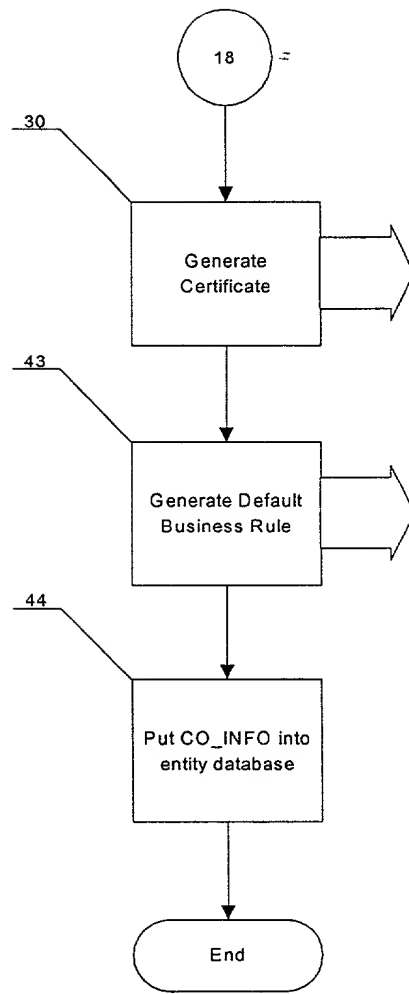 18
30
Generate
Certificate
43
Generate Default
Business Rule
44
Put CO_INFO into
entity database
End